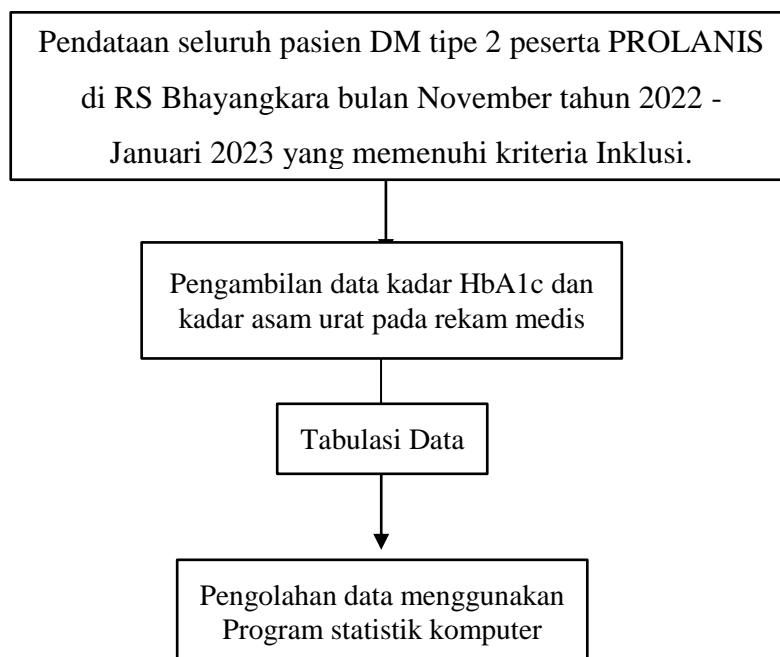 Pendataan seluruh pasien DM tipe 2 peserta PROLANIS
di RS Bhayangkara bulan November tahun 2022 -
Januari 2023 yang memenuhi kriteria Inklusi.
Pengambilan data kadar HbA1c dan
kadar asam urat pada rekam medis
Tabulasi Data
Pengolahan data menggunakan
Program statistik komputer